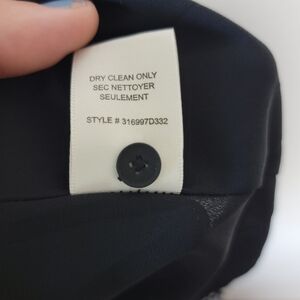 DRY CLEAN ONLY
SEC NETTOYER
SEULEMENT
STYLE # 316997D332